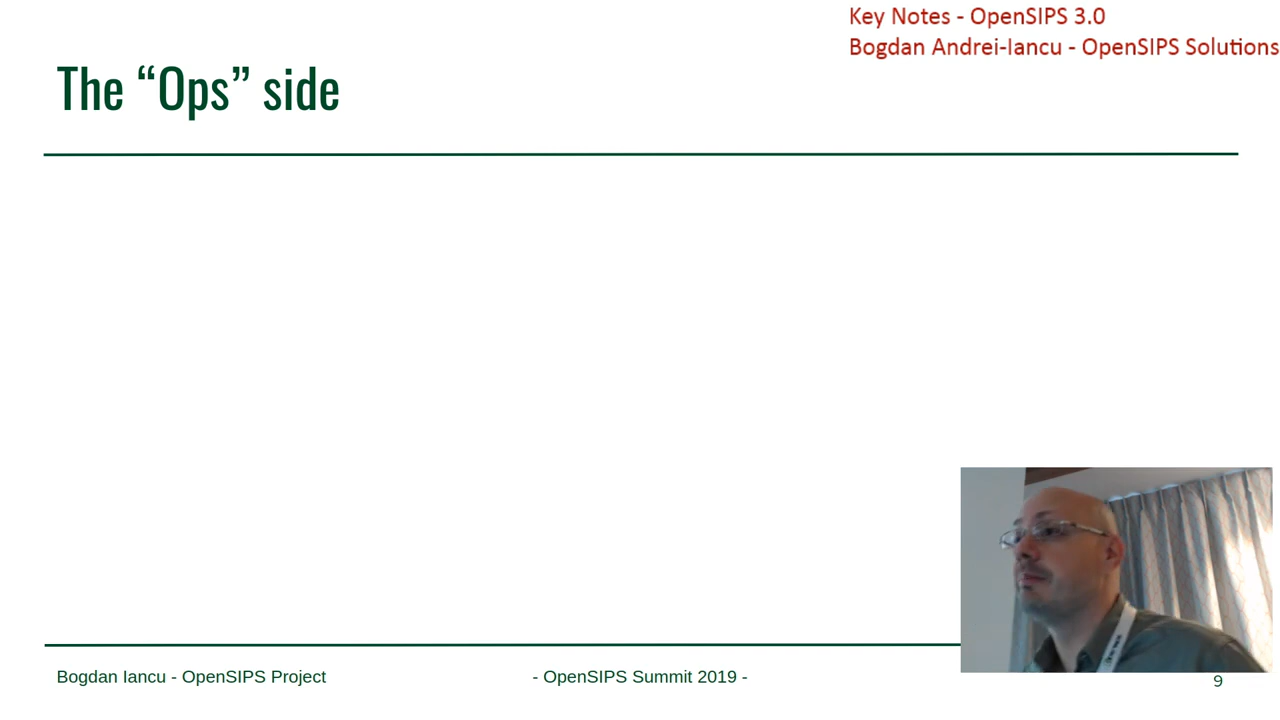 Key Notes - OpenSIPS 3.0
Bogdan Andrei-Iancu - OpenSIPS Solutions
The “Ops” side
Bogdan Iancu - OpenSIPS Project
- OpenSIPS Summit 2019 -
9